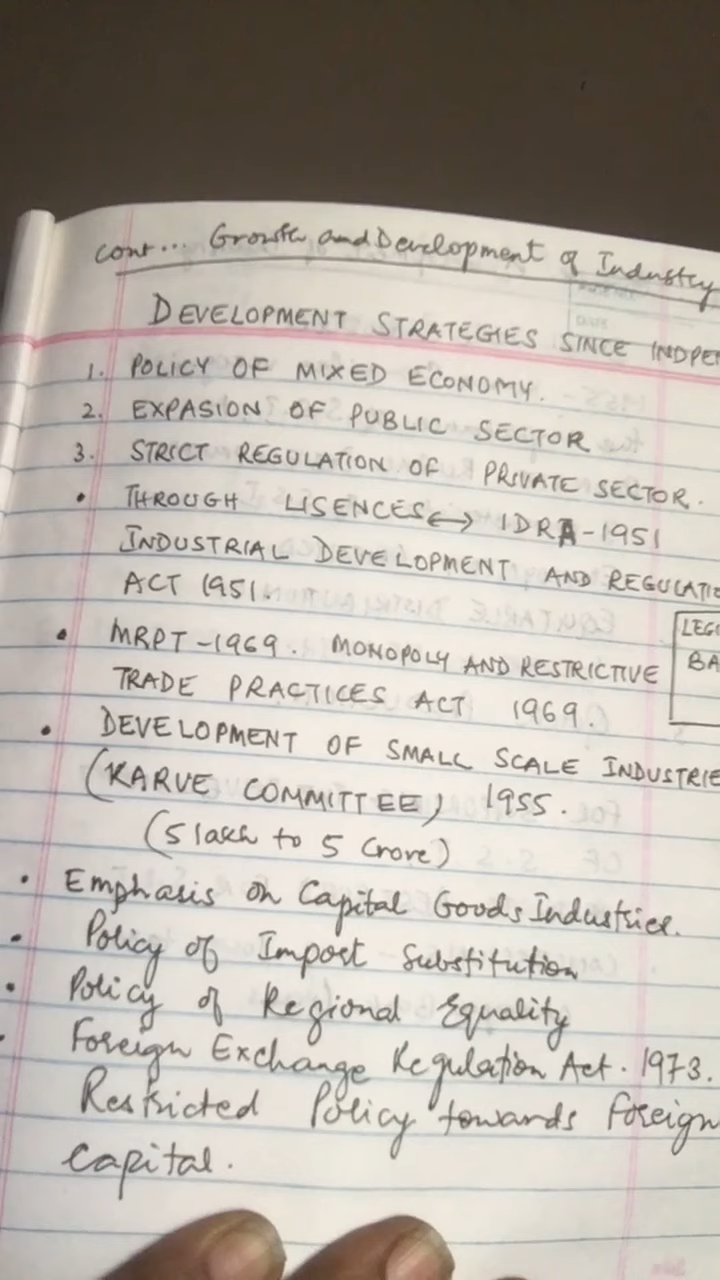 cont... Growth and Development of Industry
DEVELOPMENT STRATEGIES SINCE INDPE
1. POLICY OF MIXED ECONOMY.
2. EXPASION OF PUBLIC SECTOR
3. STRICT REGULATION OF PRIVATE SECTOR.
• THROUGH LISENCES ↔ IDRA-1951
INDUSTRIAL DEVELOPMENT AND REGULATIO
ACT 1951.
LEG
BA
• MRPT-1969. MONOPOLY AND RESTRICTIVE
TRADE PRACTICES ACT 1969.
• DEVELOPMENT OF SMALL SCALE INDUSTRIE
(KARVE COMMITTEE) 1955.
(5 lakh to 5 Crore)
• Emphasis on Capital Goods Industries.
• Policy of Import Substitution
• Policy of Regional Equality
• Foreign Exchange Regulation Act. 1973.
Restricted Policy towards foreign
capital.